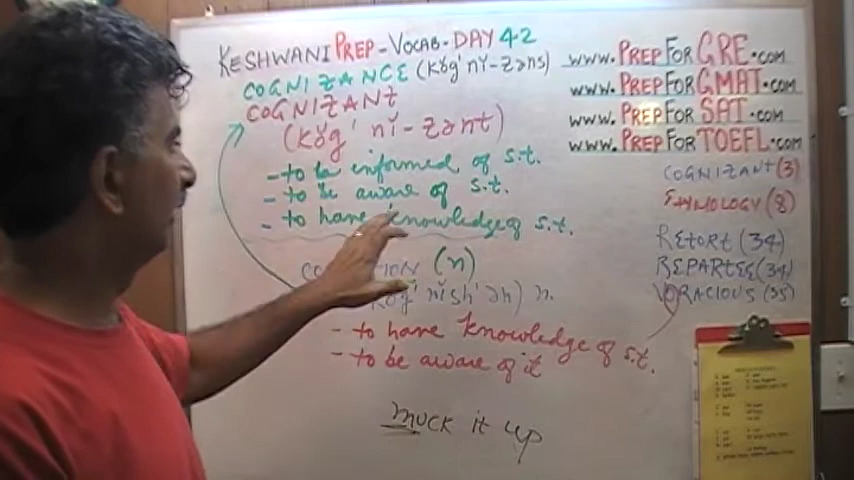 KESHWANI PREP - VOCAB - DAY 42
COGNIZANCE (kŏg' nĭ-zəns)
COGNIZANT
(kŏg' nĭ-zənt)
- to be informed of s.t.
- to be aware of s.t.
- to have knowledge of s.t.
(n)
nĭsh' ən) n.
- to have knowledge of s.t.
- to be aware of it
muck it up
www.PREPFORGRE.com
www.PREPFORGMAT.com
www.PREPFORSAT.com
www.PREPFORTOEFL.com
COGNIZANT (3)
(8)
RETORT (34)
REPARTEE (34)
VORACIOUS (35)